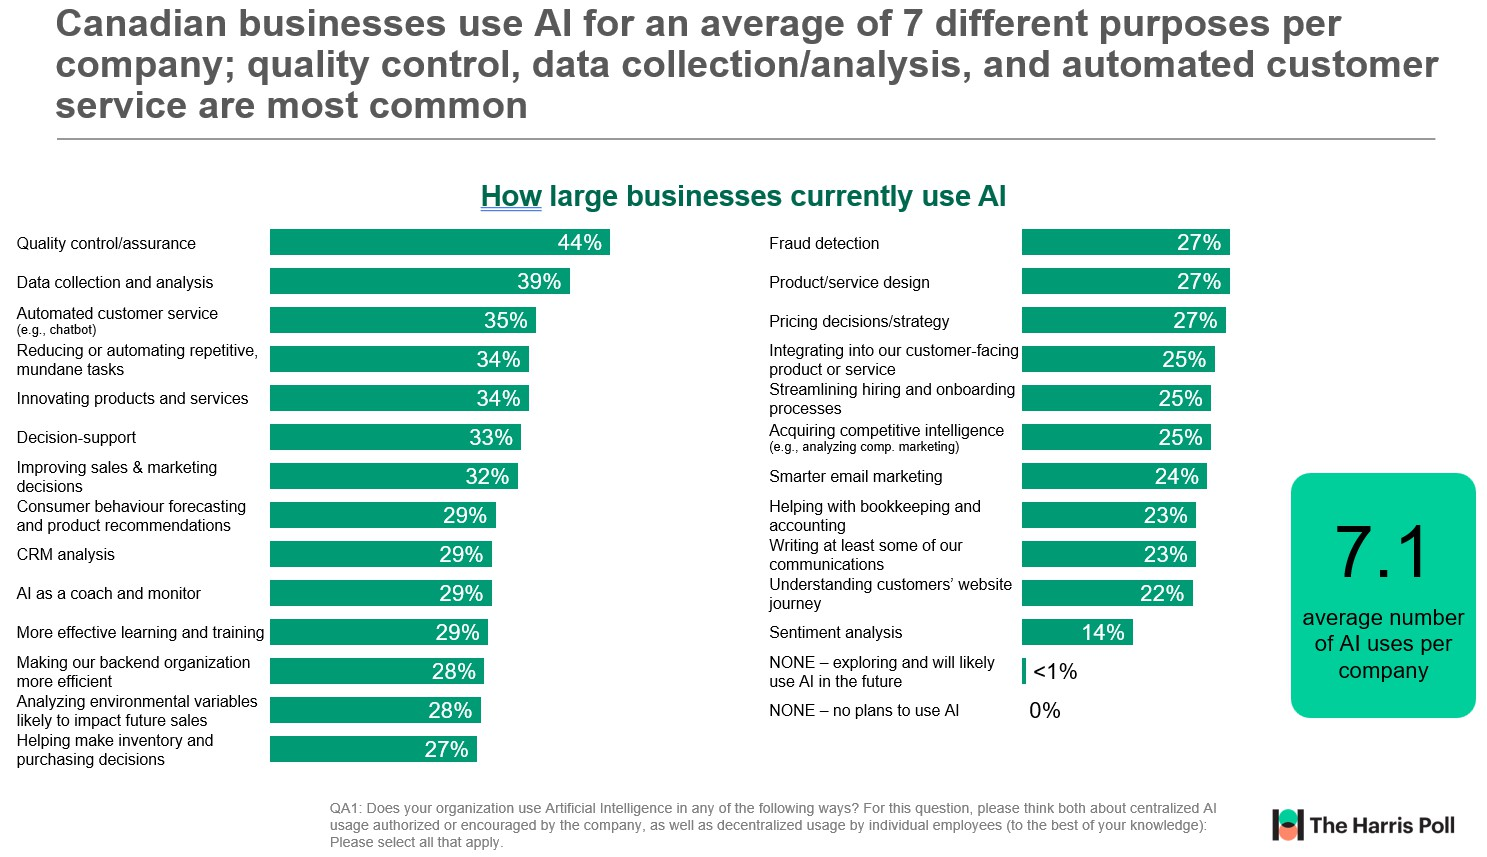 Canadian businesses use AI for an average of 7 different purposes per
company; quality control, data collection/analysis, and automated customer
service are most common
How large businesses currently use AI
Quality control/assurance
44%
Data collection and analysis
39%
Automated customer service
(e.g., chatbot)
35%
Reducing or automating repetitive,
mundane tasks
34%
Innovating products and services
34%
Decision-support
33%
Improving sales & marketing
decisions
32%
Consumer behaviour forecasting
and product recommendations
29%
CRM analysis
29%
AI as a coach and monitor
29%
More effective learning and training
29%
Making our backend organization
more efficient
28%
Analyzing environmental variables
likely to impact future sales
28%
Helping make inventory and
purchasing decisions
27%
Fraud detection
27%
Product/service design
27%
Pricing decisions/strategy
27%
Integrating into our customer-facing
product or service
25%
Streamlining hiring and onboarding
processes
25%
Acquiring competitive intelligence
(e.g., analyzing comp. marketing)
25%
Smarter email marketing
24%
Helping with bookkeeping and
accounting
23%
Writing at least some of our
communications
23%
Understanding customers’ website
journey
22%
Sentiment analysis
14%
NONE – exploring and will likely
use AI in the future
<1%
NONE – no plans to use AI
0%
7.1
average number
of AI uses per
company
QA1: Does your organization use Artificial Intelligence in any of the following ways? For this question, please think both about centralized AI
usage authorized or encouraged by the company, as well as decentralized usage by individual employees (to the best of your knowledge):
Please select all that apply.
The Harris Poll